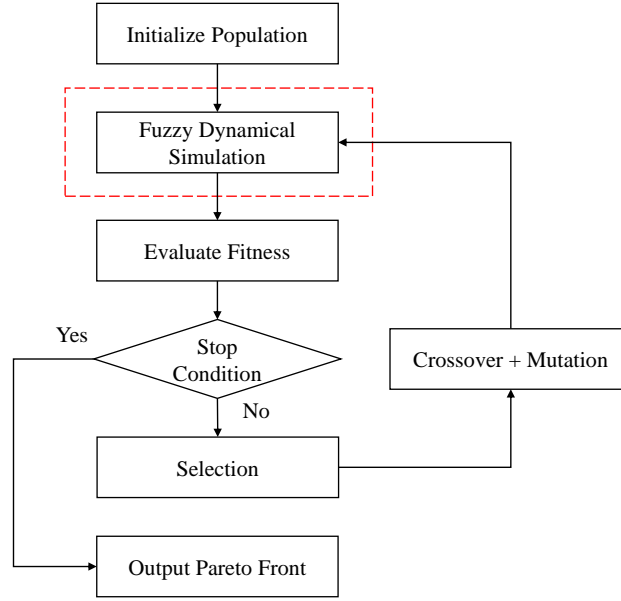 Initialize Population
Fuzzy Dynamical
Simulation
Evaluate Fitness
Yes
Stop
Condition
Crossover + Mutation
No
Selection
Output Pareto Front